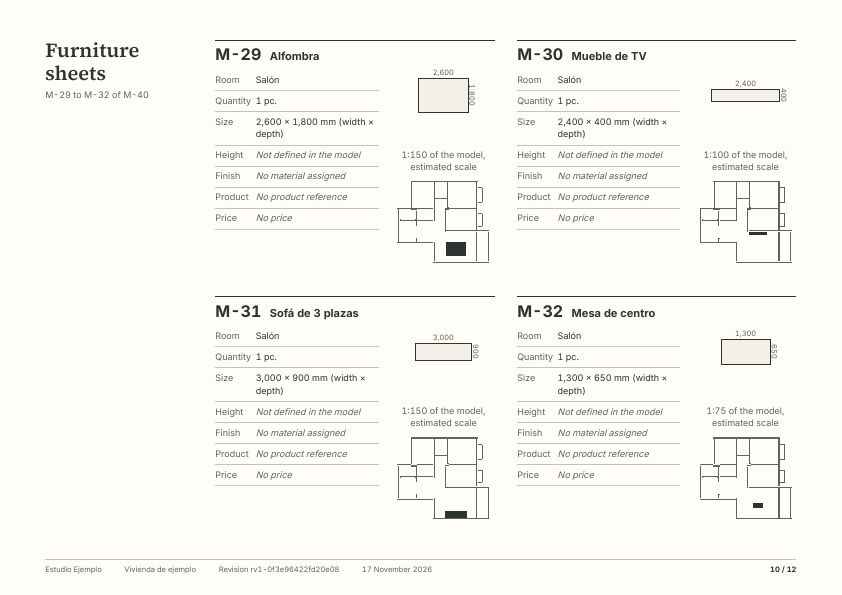 Furniture
sheets
M-29 to M-32 of M-40
M-29 Alfombra
2,600
1,800
Room Salón
Quantity 1 pc.
Size 2,600 × 1,800 mm (width ×
depth)
Height Not defined in the model
Finish No material assigned
Product No product reference
Price No price
1:150 of the model,
estimated scale
M-30 Mueble de TV
2,400
400
Room Salón
Quantity 1 pc.
Size 2,400 × 400 mm (width ×
depth)
Height Not defined in the model
Finish No material assigned
Product No product reference
Price No price
1:100 of the model,
estimated scale
M-31 Sofá de 3 plazas
3,000
900
Room Salón
Quantity 1 pc.
Size 3,000 × 900 mm (width ×
depth)
Height Not defined in the model
Finish No material assigned
Product No product reference
Price No price
1:150 of the model,
estimated scale
M-32 Mesa de centro
1,300
650
Room Salón
Quantity 1 pc.
Size 1,300 × 650 mm (width ×
depth)
Height Not defined in the model
Finish No material assigned
Product No product reference
Price No price
1:75 of the model,
estimated scale
Estudio Ejemplo Vivienda de ejemplo Revision rv1-0f3e96422fd20e08 17 November 2026 10 / 12